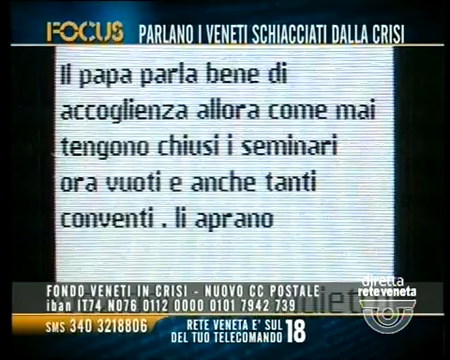 FOCUS PARLANO I VENETI SCHIACCIATI DALLA CRISI
Il papa parla bene di
accoglienza allora come mai
tengono chiusi i seminari
ora vuoti e anche tanti
conventi . li aprano
FONDO VENETI IN CRISI - NUOVO CC POSTALE
iban IT74 N076 0112 0000 0101 7942 739
diretta
reteveneta
SMS 340 3218806
RETE VENETA E' SUL
DEL TUO TELECOMANDO 18